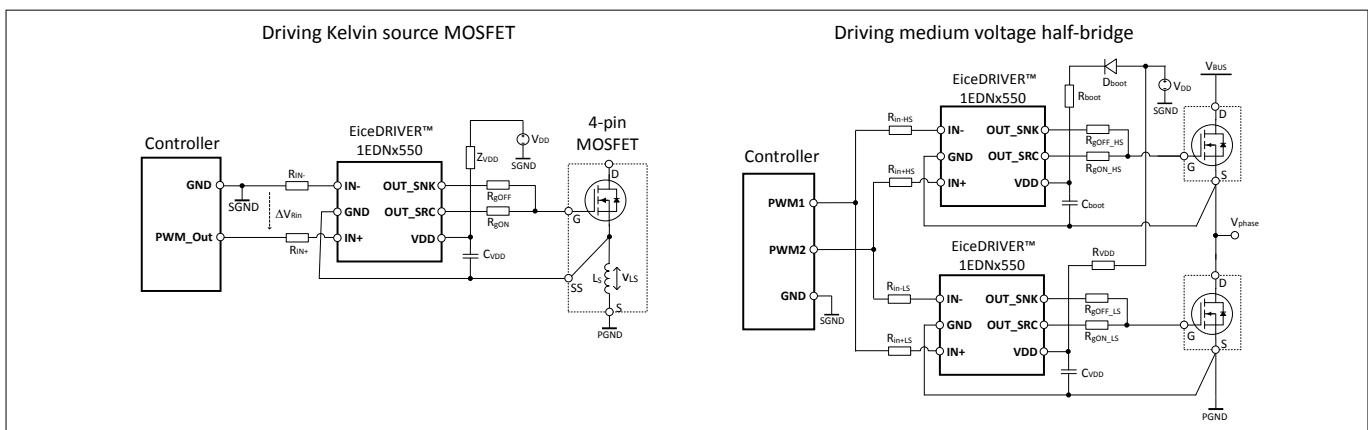 Driving Kelvin source MOSFET
Controller
GND
PWM_Out
SGND
RIN-
ΔVRin
RIN+
EiceDRIVER™
1EDNx550
IN-
GND
IN+
OUT_SNK
OUT_SRC
VDD
ZVDD
VDD
SGND
RgOFF
RgON
CVDD
4-pin
MOSFET
D
G
SS
LS
VLS
S
PGND
Driving medium voltage half-bridge
Controller
PWM1
PWM2
GND
SGND
Rin-HS
Rin+HS
EiceDRIVER™
1EDNx550
IN-
GND
IN+
OUT_SNK
OUT_SRC
VDD
Rboot
Dboot
VDD
SGND
RgOFF_HS
RgON_HS
Cboot
VBUS
D
G
S
Vphase
Rin-LS
Rin+LS
EiceDRIVER™
1EDNx550
IN-
GND
IN+
OUT_SNK
OUT_SRC
VDD
RVDD
RgOFF_LS
RgON_LS
CVDD
D
G
S
PGND